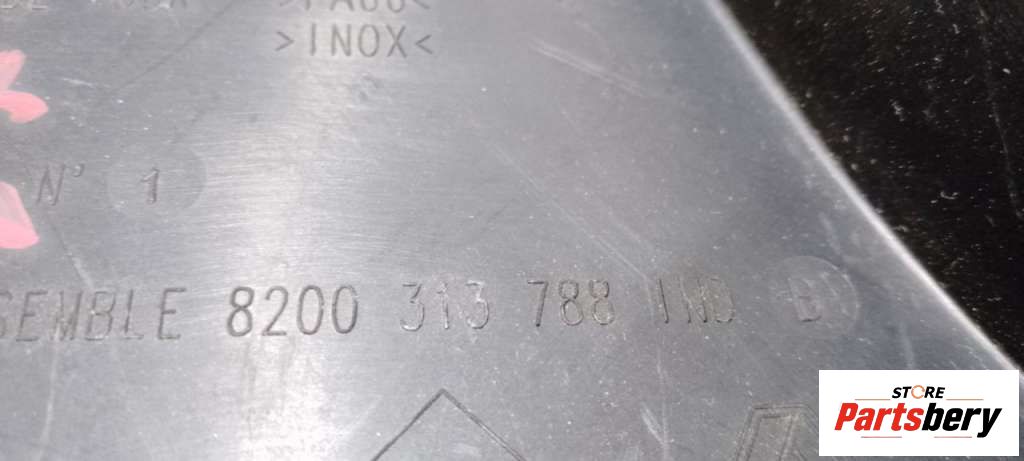 >INOX<
N° 1
SEMBLE 8200 313 788 IND B
STORE
Partsbery